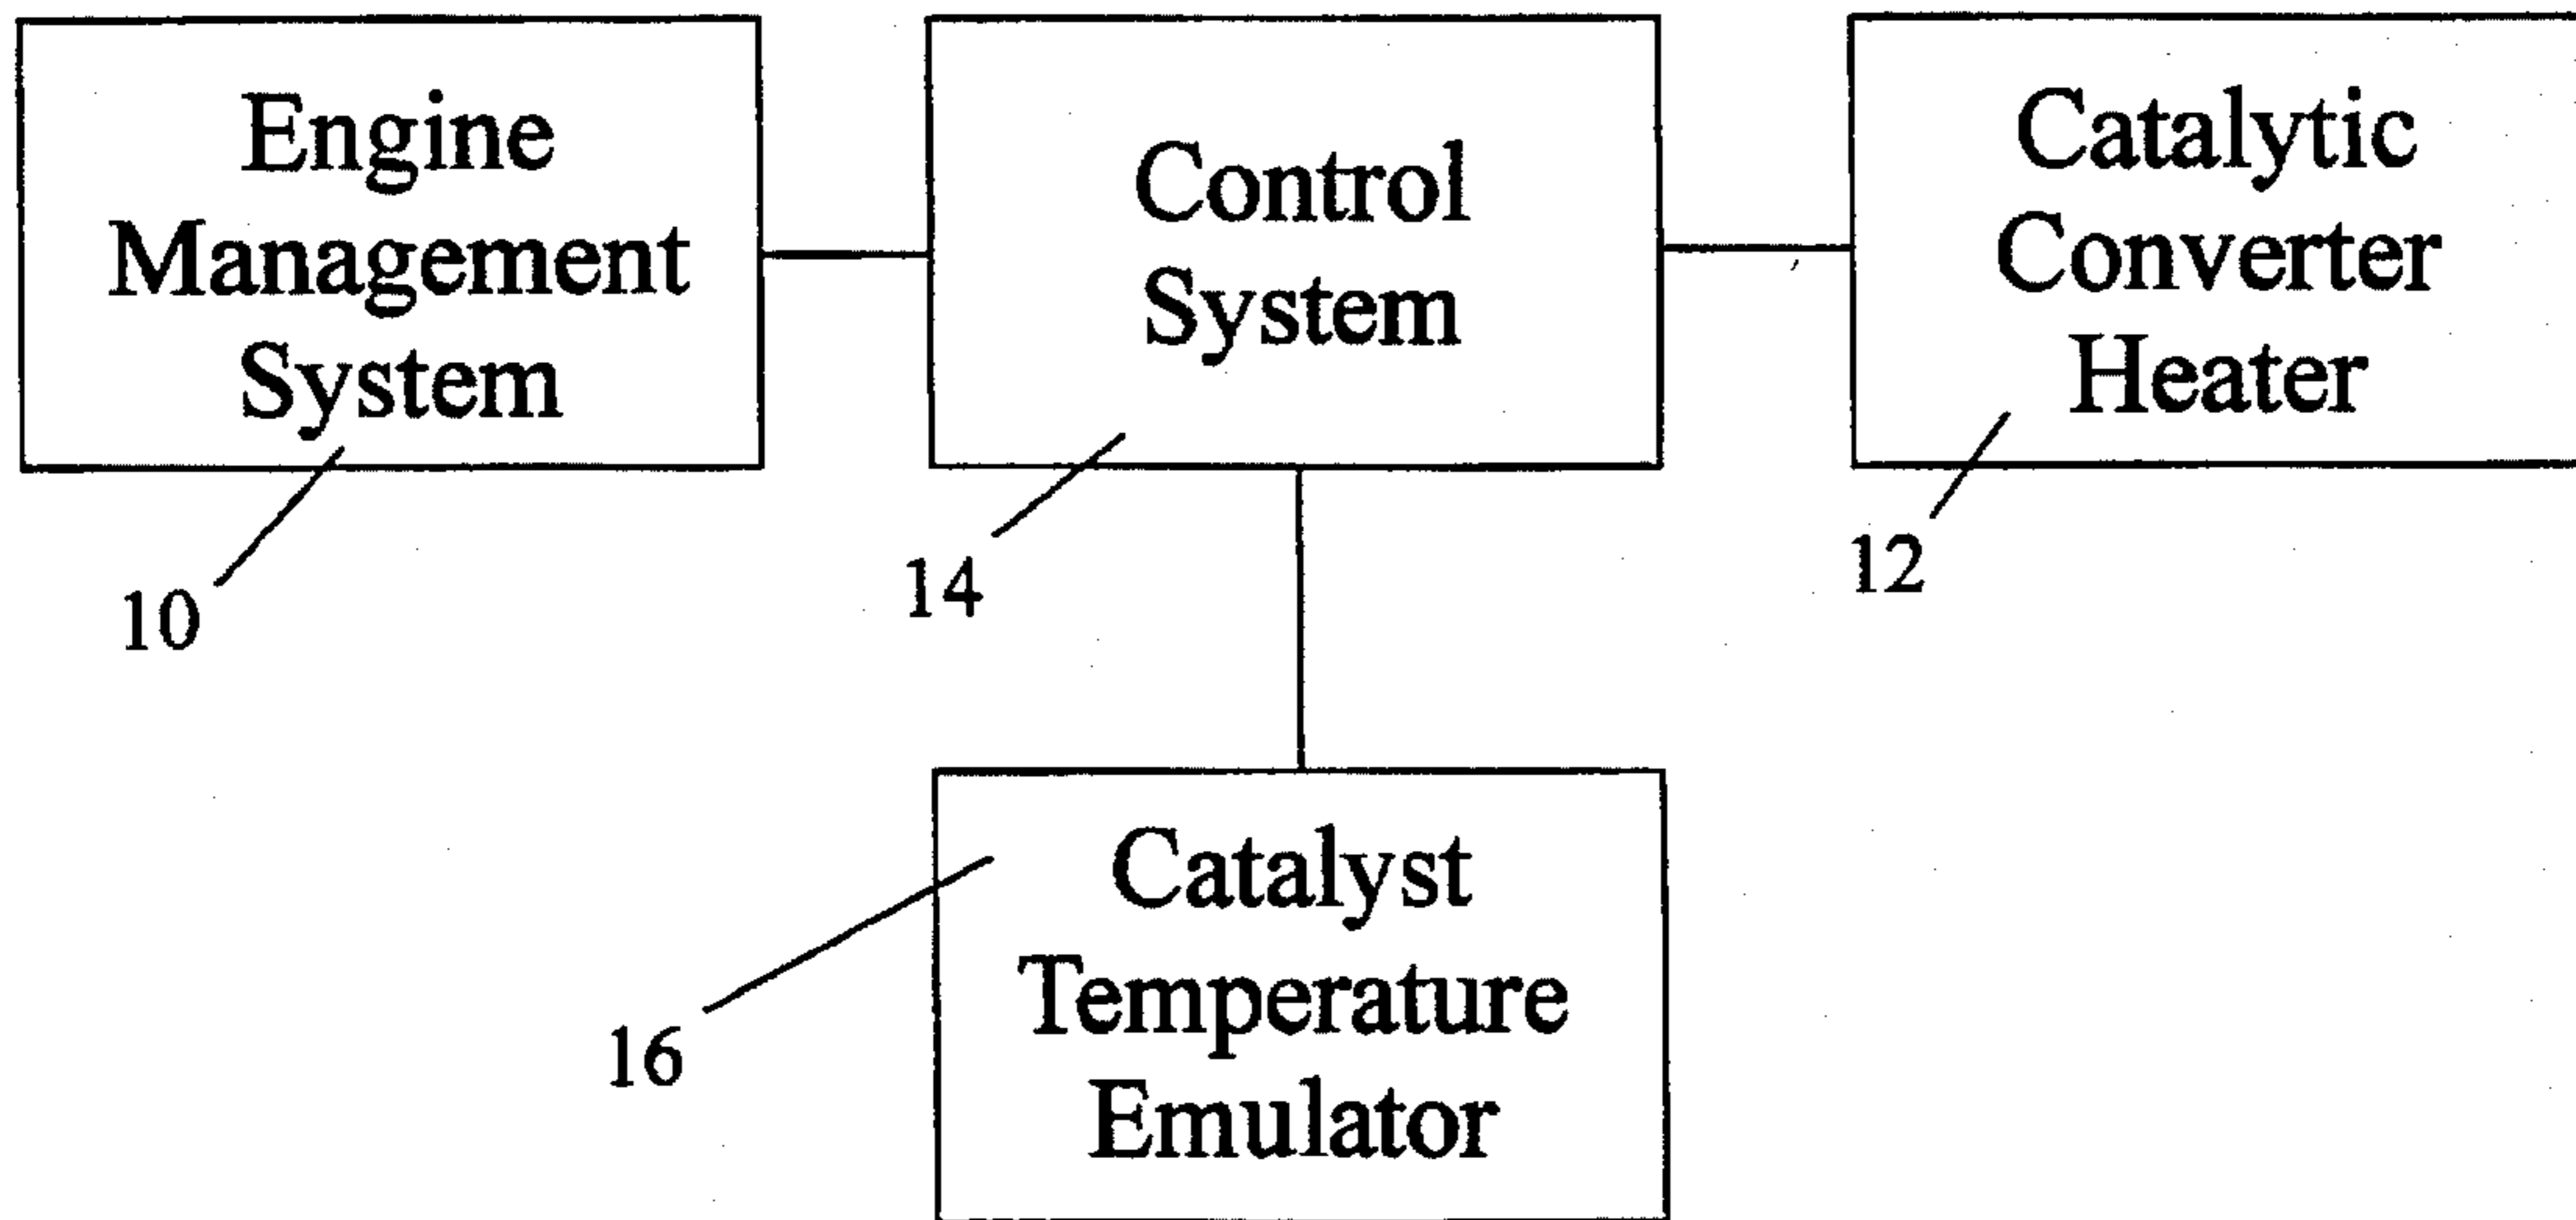 Engine
Management
System
10
Control
System
14
Catalytic
Converter
Heater
12
Catalyst
Temperature
Emulator
16